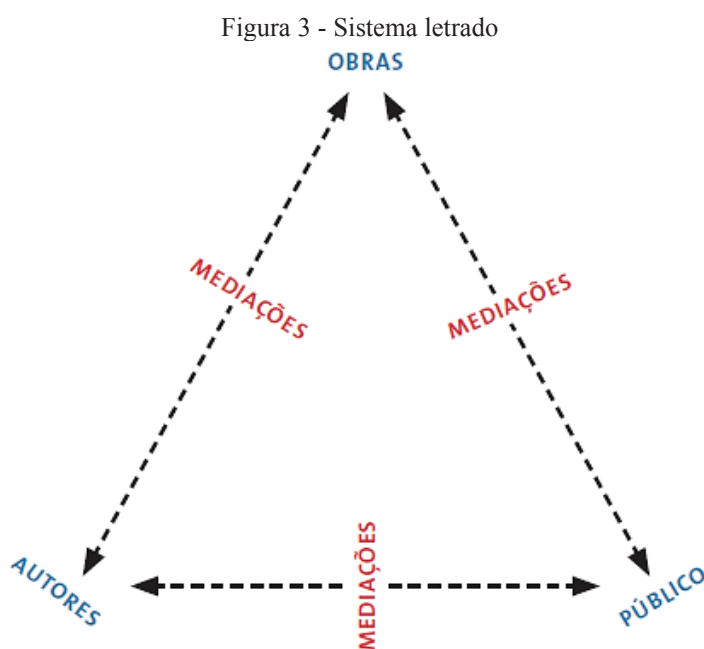 Figura 3 - Sistema letrado
OBRAS
MEDIAÇÕES
MEDIAÇÕES
AUTORES
MEDIAÇÕES
PÚBLICO